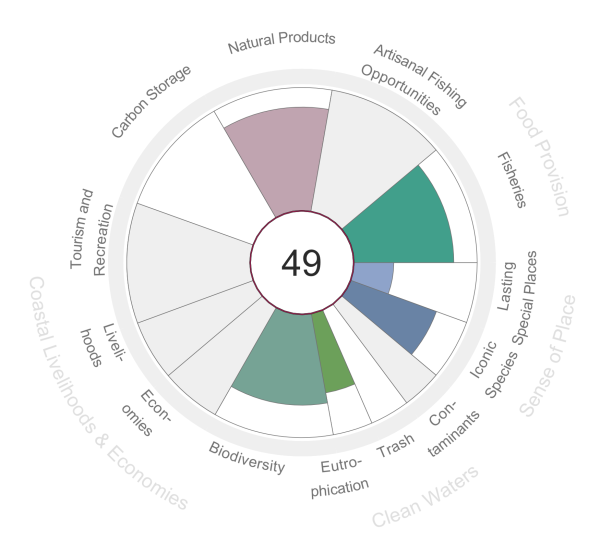 Natural Products
Artisanal Fishing
Opportunities
Carbon Storage
Food Provision
Fisheries
Tourism and
Recreation
49
Lasting
Special Places
Iconic
Species
Sense of Place
Liveli-
hoods
Coastal Livelihoods & Economies
Econ-
omies
Con-
taminants
Trash
Biodiversity
Eutro-
phication
Clean Waters